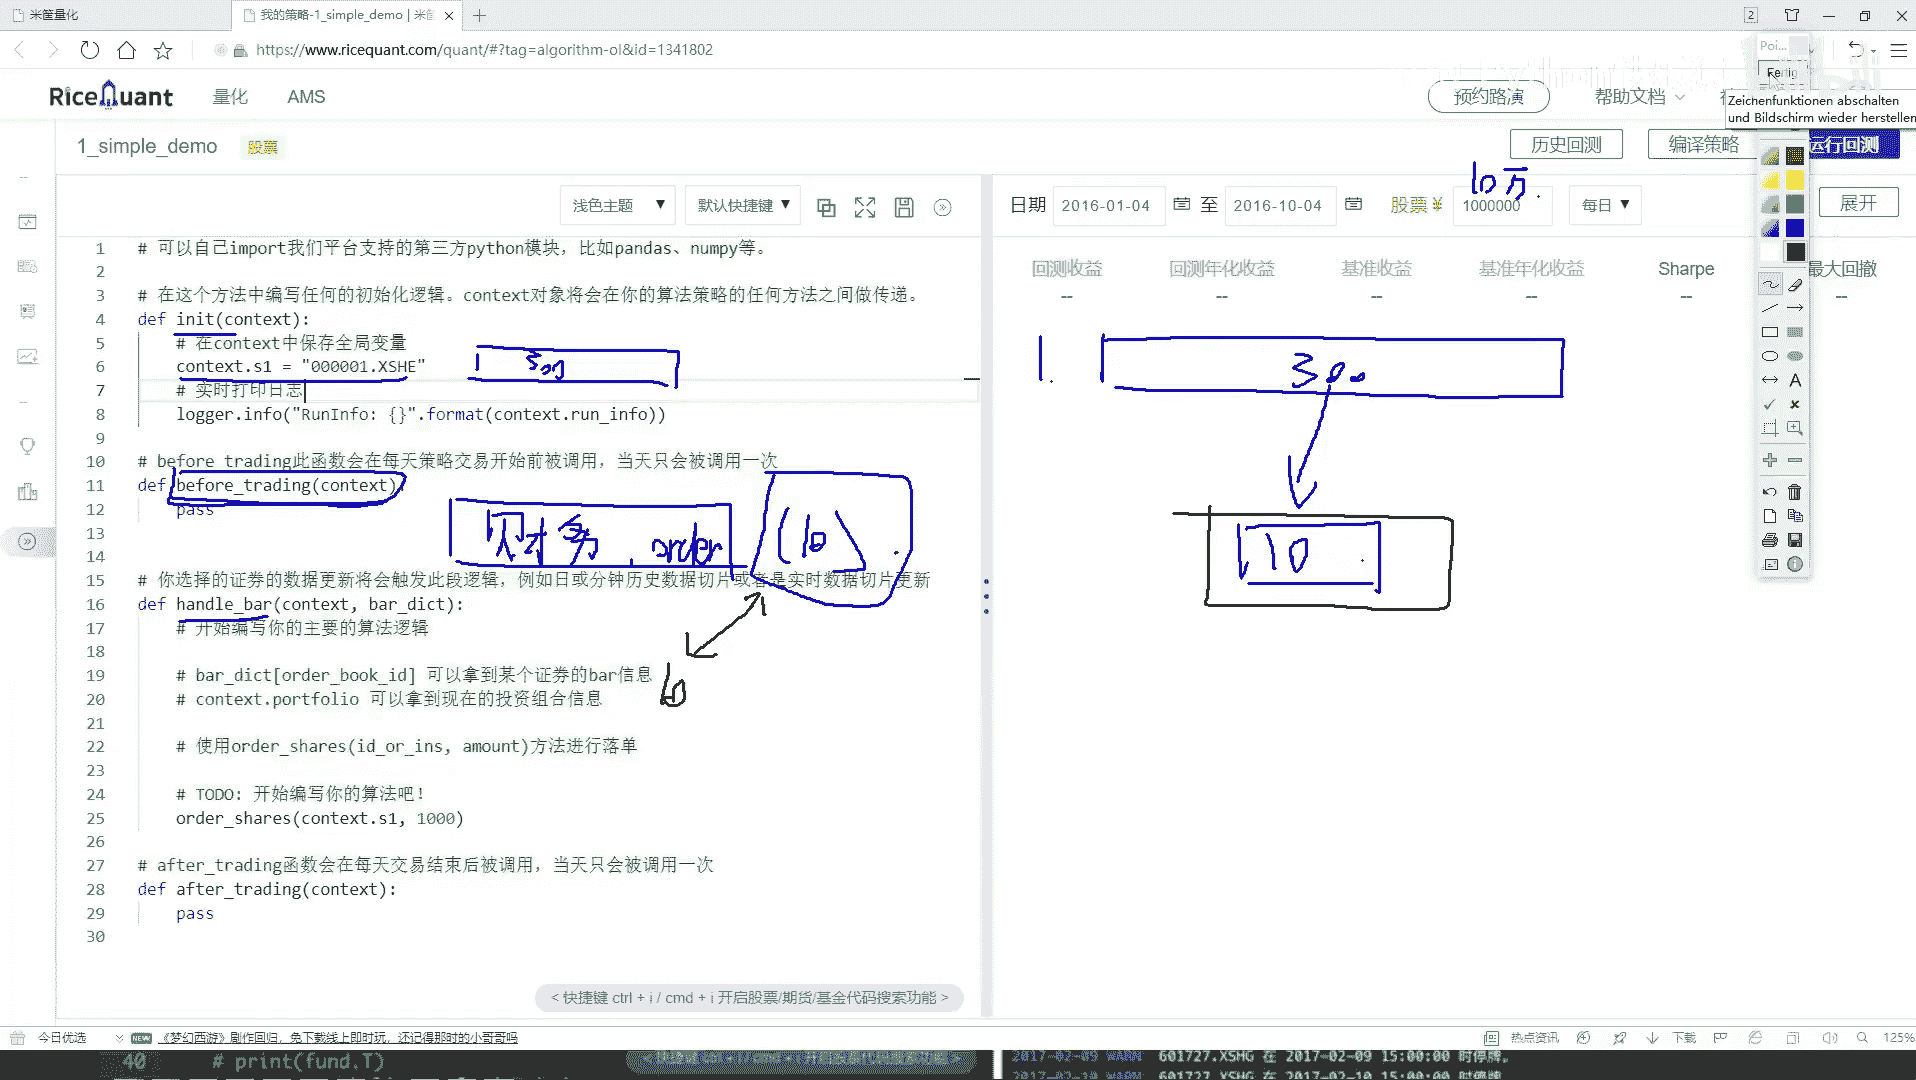 米筐量化
我的策略-1_simple_demo | 米筐
2
https://www.ricequant.com/quant/#?tag=algorithm-ol&id=1341802
Poi...
Fertig
RiceQuant 量化 AMS 预约路演 帮助文档
Zeichenfunktionen abschalten
und Bildschirm wieder herstellen
1_simple_demo 股票 历史回测 编译策略 运行回测
10万
浅色主题 默认快捷键 日期 2016-01-04 至 2016-10-04 股票 ¥ 1000000 每日 展开
回测收益 回测年化收益 基准收益 基准年化收益 Sharpe 最大回撤
-- -- -- -- -- --
1 # 可以自己import我们平台支持的第三方python模块，比如pandas、numpy等。
2
3 # 在这个方法中编写任何的初始化逻辑。context对象将会在你的算法策略的任何方法之间做传递。
4 def init(context):
5 # 在context中保存全局变量
6 context.s1 = "000001.XSHE"
300
1. 300
7 # 实时打印日志
8 logger.info("RunInfo: {}".format(context.run_info))
9
10 # before_trading此函数会在每天策略交易开始前被调用，当天只会被调用一次
11 def before_trading(context):
12 pass
财务 order (10)
10
13
14
15 # 你选择的证券的数据更新将会触发此段逻辑，例如日或分钟历史数据切片或者是实时数据切片更新
16 def handle_bar(context, bar_dict):
17 # 开始编写你的主要的算法逻辑
18
19 # bar_dict[order_book_id] 可以拿到某个证券的bar信息
20 # context.portfolio 可以拿到现在的投资组合信息
10
21
22 # 使用order_shares(id_or_ins, amount)方法进行落单
23
24 # TODO: 开始编写你的算法吧！
25 order_shares(context.s1, 1000)
26
27 # after_trading函数会在每天交易结束后被调用，当天只会被调用一次
28 def after_trading(context):
29 pass
30
< 快捷键 ctrl + i / cmd + i 开启股票/期货/基金代码搜索功能 >
今日优选 NEW 《梦幻西游》剧作回归，免下载线上即时玩，还记得那时的小哥哥吗 热点资讯 下载 125%
40 # print(fund.T)
2017-02-09 WARN 601727.XSHG 在 2017-02-09 15:00:00 时停牌。
2017-02-10 WARN 601727.XSHG 在 2017-02-10 15:00:00 时停牌。